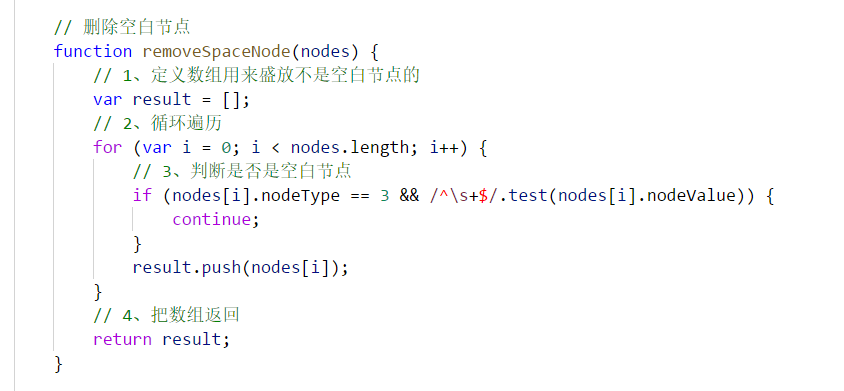 // 删除空白节点
function removeSpaceNode(nodes) {
// 1、定义数组用来盛放不是空白节点的
var result = [];
// 2、循环遍历
for (var i = 0; i < nodes.length; i++) {
// 3、判断是否是空白节点
if (nodes[i].nodeType == 3 && /^\s+$/.test(nodes[i].nodeValue)) {
continue;
}
result.push(nodes[i]);
}
// 4、把数组返回
return result;
}